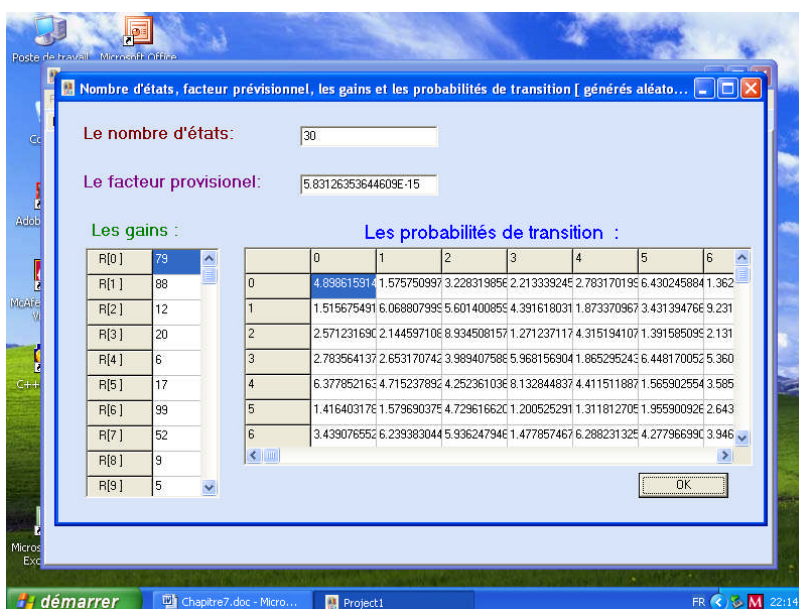 Poste de travail Microsoft Office
Nombre d'états, facteur prévisionnel, les gains et les probabilités de transition [ générés aléato...
Le nombre d'états:
30
Le facteur provisionel:
5.83126353644609E-15
Les gains :
Les probabilités de transition :
R[0 ] 79
R[1 ] 88
R[2 ] 12
R[3 ] 20
R[4 ] 6
R[5 ] 17
R[6 ] 99
R[7 ] 52
R[8 ] 9
R[9 ] 5
0 1 2 3 4 5 6
0 4.898615914 1.575750997 3.228319856 2.213339245 2.783170199 6.430245884 1.362
1 1.515675491 6.068807999 5.601400859 4.391618031 1.873370967 3.431394766 9.231
2 2.571231690 2.144597108 8.934508157 1.271237117 4.315194107 1.391585099 2.131
3 2.783564137 2.653170742 3.989407588 5.968156904 1.865295243 6.448170052 5.360
4 6.377852163 4.715237892 4.252361036 8.132844837 4.411511887 1.565902554 3.585
5 1.416403178 1.579690375 4.729616620 1.200525291 1.311812705 1.955900926 2.643
6 3.439076552 6.239383044 5.936247946 1.477857467 6.288231325 4.277966990 3.946
OK
Adob
McAfe
C++
Micros
Exc
démarrer
Chapitre7.doc - Micro...
Project1
FR
22:14